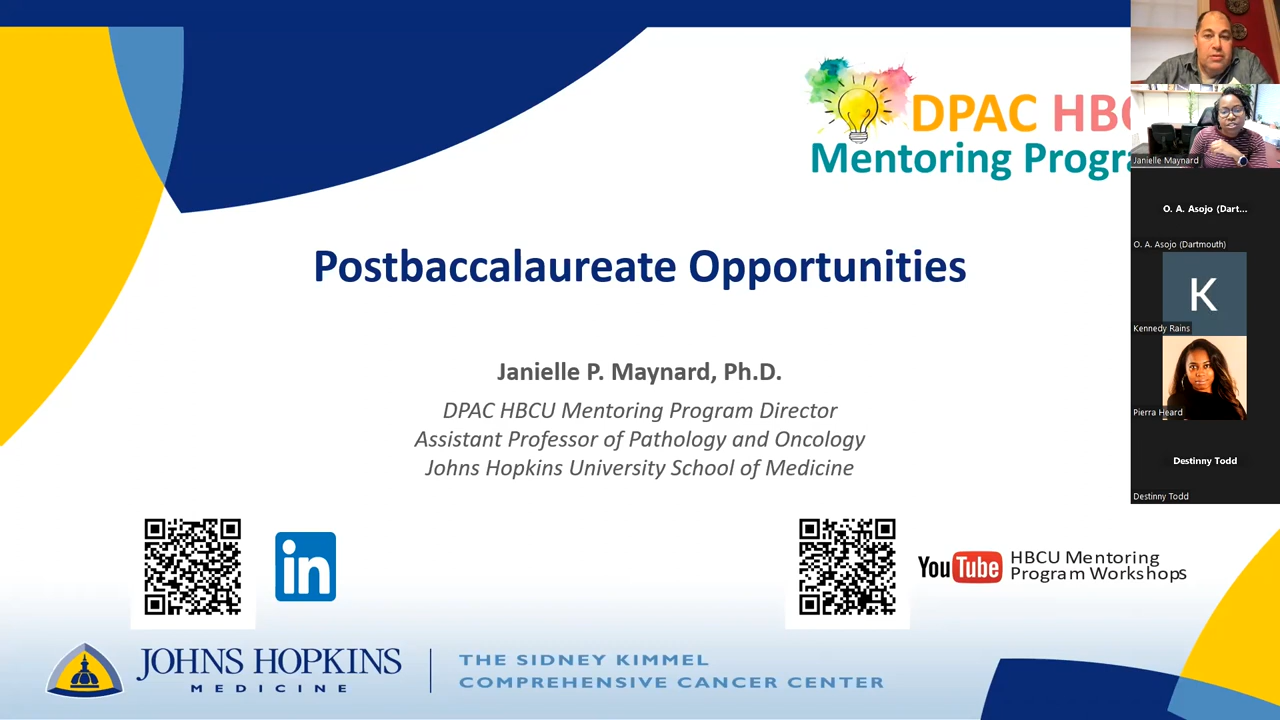 DPAC HBC
Mentoring Progra
Postbaccalaureate Opportunities
Janielle P. Maynard, Ph.D.
DPAC HBCU Mentoring Program Director
Assistant Professor of Pathology and Oncology
Johns Hopkins University School of Medicine
in
YouTube
HBCU Mentoring
Program Workshops
JOHNS HOPKINS
MEDICINE
THE SIDNEY KIMMEL
COMPREHENSIVE CANCER CENTER
Janielle Maynard
O. A. Asojo (Dart...
O. A. Asojo (Dartmouth)
K
Kennedy Rains
Pierra Heard
Destinny Todd
Destinny Todd